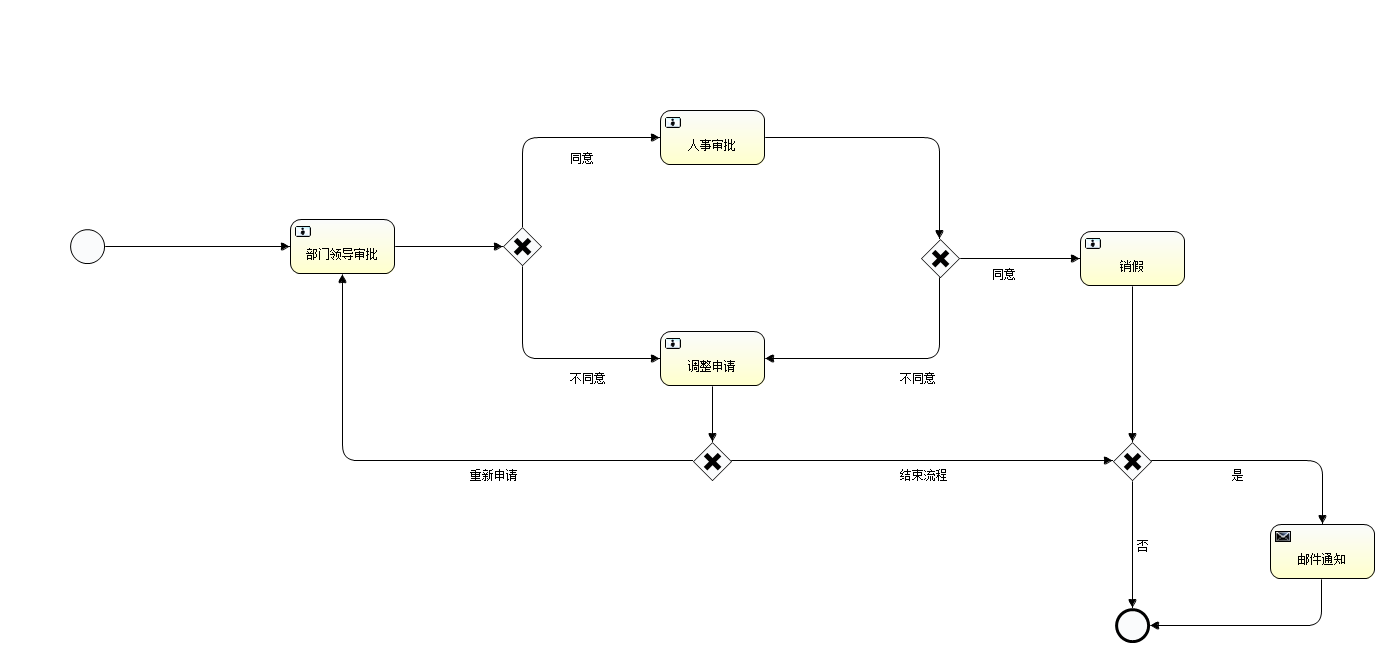 人事审批
同意
部门领导审批
销假
同意
调整申请
不同意
不同意
重新申请
结束流程
是
否
邮件通知